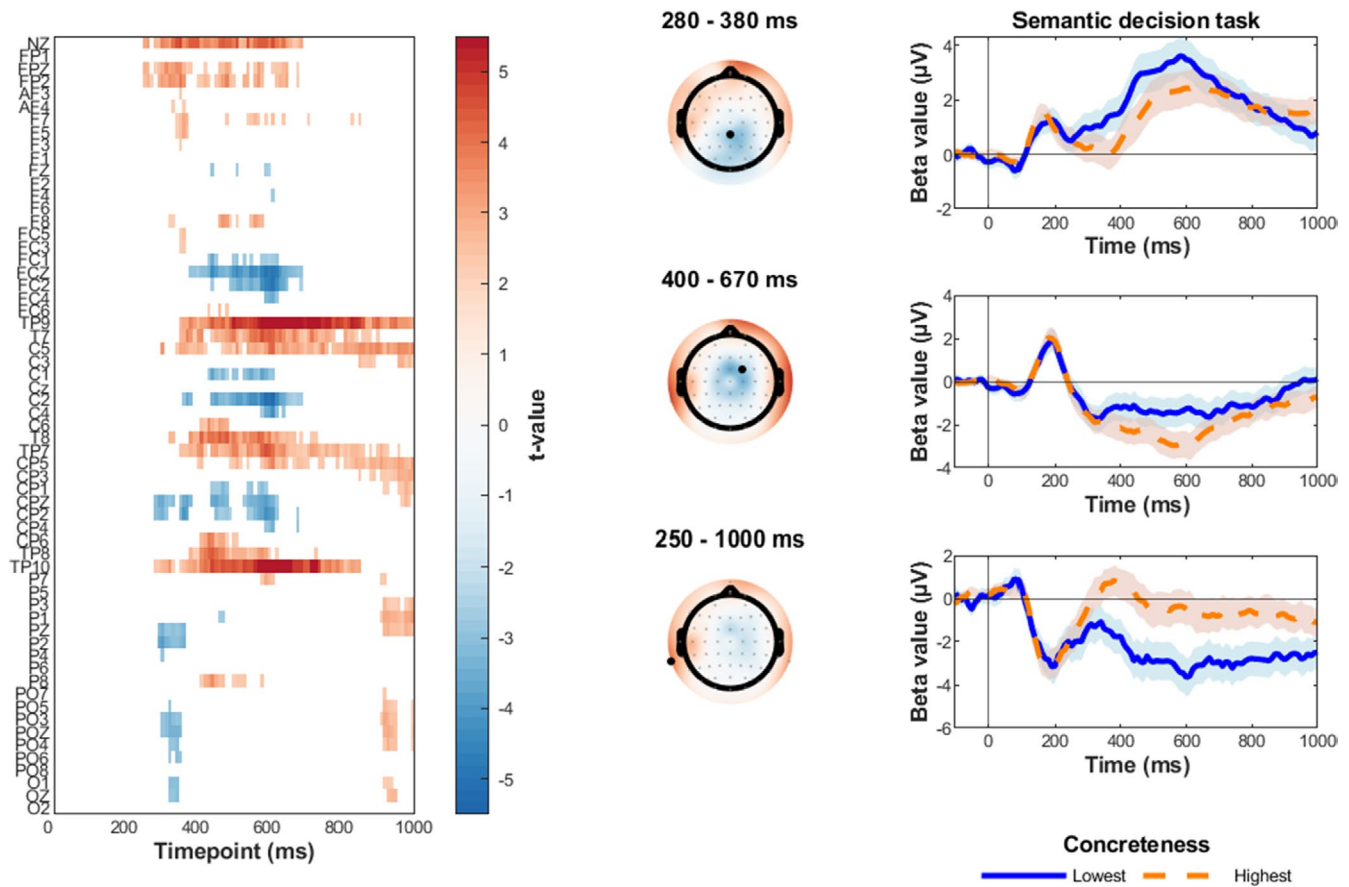 NZ
FP1
FPZ
FP2
AF3
AF4
F7
F5
F3
F1
FZ
F2
F4
F6
F8
FC5
FC3
FC1
FCZ
FC2
FC4
FC6
TP9
T7
C5
C3
C1
CZ
C2
C4
C6
T8
TP7
CP5
CP3
CP1
CPZ
CP2
CP4
CP6
TP8
TP10
P7
P5
P3
P1
PZ
P2
P4
P6
P8
PO7
PO5
PO3
POZ
PO4
PO6
PO8
O1
OZ
O2
0 200 400 600 800 1000
Timepoint (ms)
5
4
3
2
1
0
-1
-2
-3
-4
-5
t-value
280 - 380 ms
400 - 670 ms
250 - 1000 ms
Semantic decision task
Beta value (µV)
4
2
0
-2
0 200 400 600 800 1000
Time (ms)
Beta value (µV)
4
2
0
-2
-4
0 200 400 600 800 1000
Time (ms)
Beta value (µV)
2
0
-2
-4
-6
0 200 400 600 800 1000
Time (ms)
Concreteness
Lowest Highest